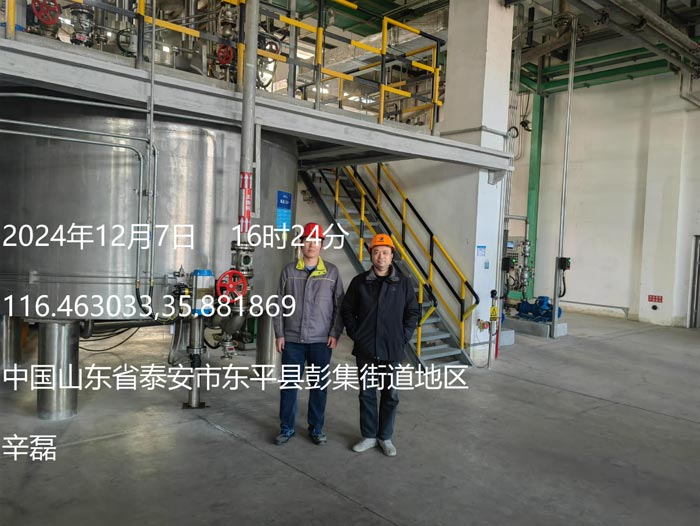 2024年12月7日 16时24分
116.463033,35.881869
中国山东省泰安市东平县彭集街道地区
辛磊